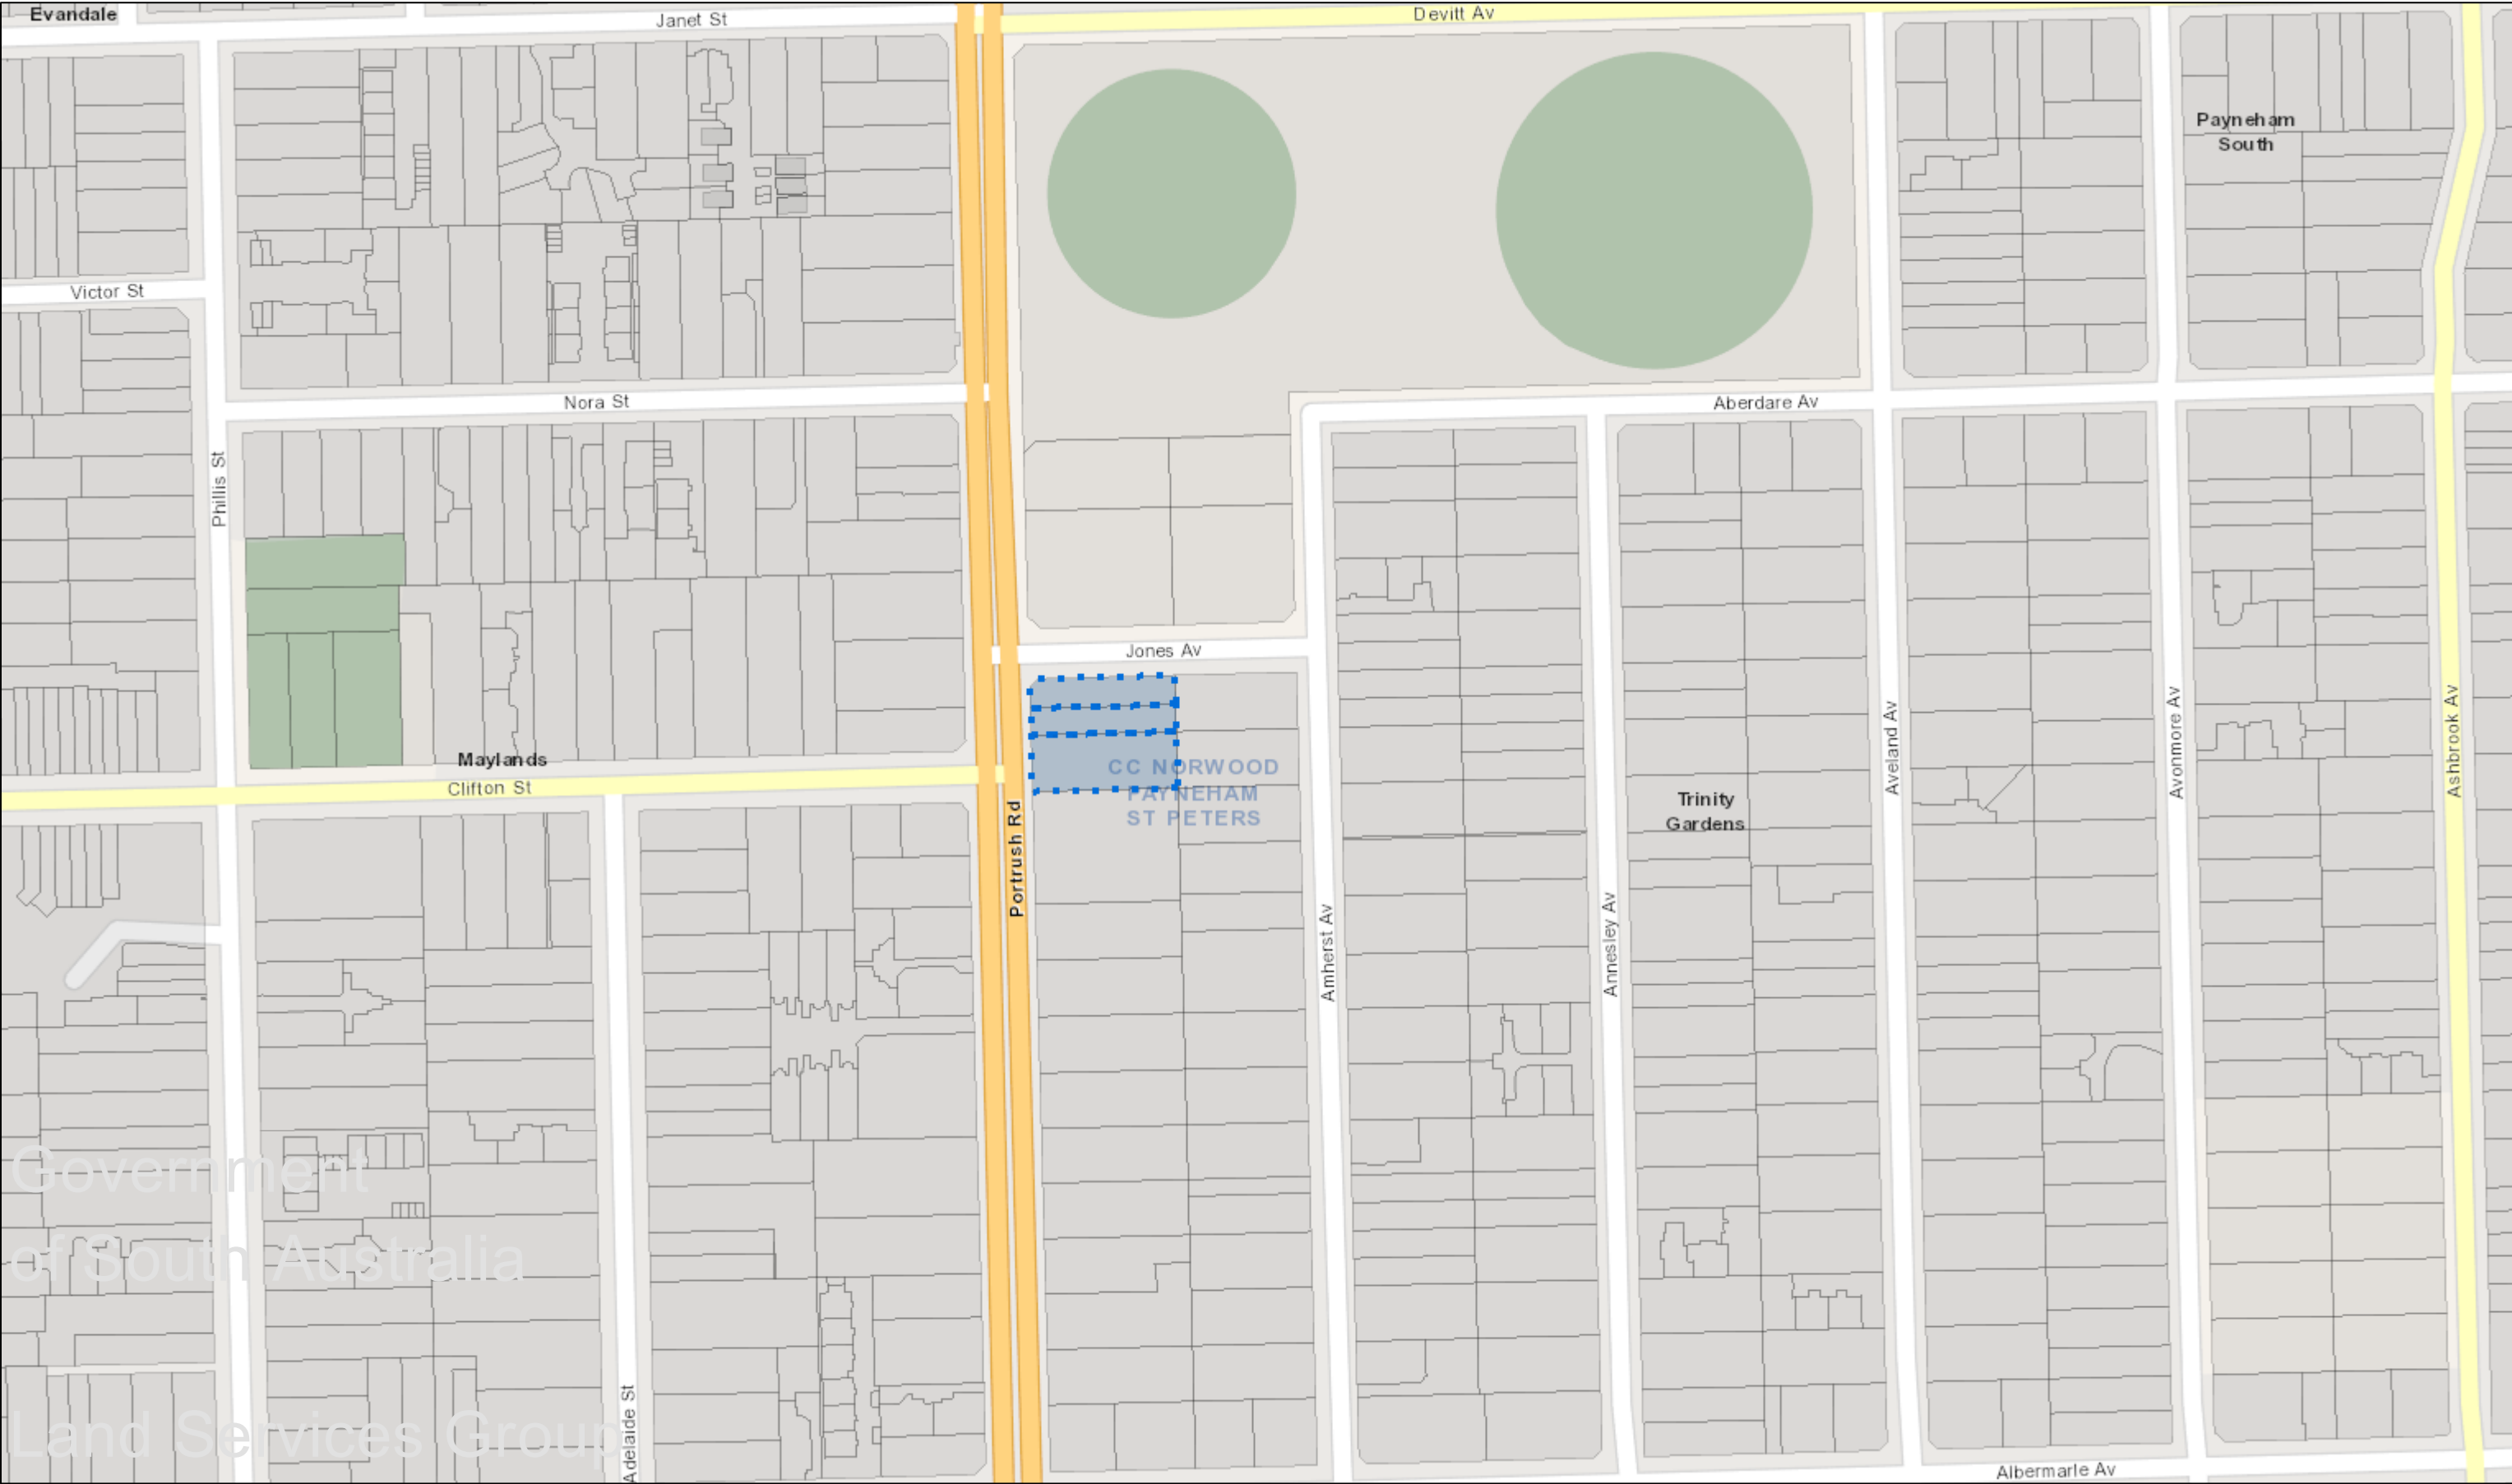 Evandale
Janet St
Devitt Av
Payneham
South
Victor St
Nora St
Aberdare Av
Phillis St
Jones Av
Maylands
Clifton St
CC NORWOOD
PAYNEHAM
ST PETERS
Portrush Rd
Trinity
Gardens
Aveland Av
Avonmore Av
Ashbrook Av
Amherst Av
Annesley Av
Government
of South Australia
Land Services Group
Adelaide St
Albermarle Av